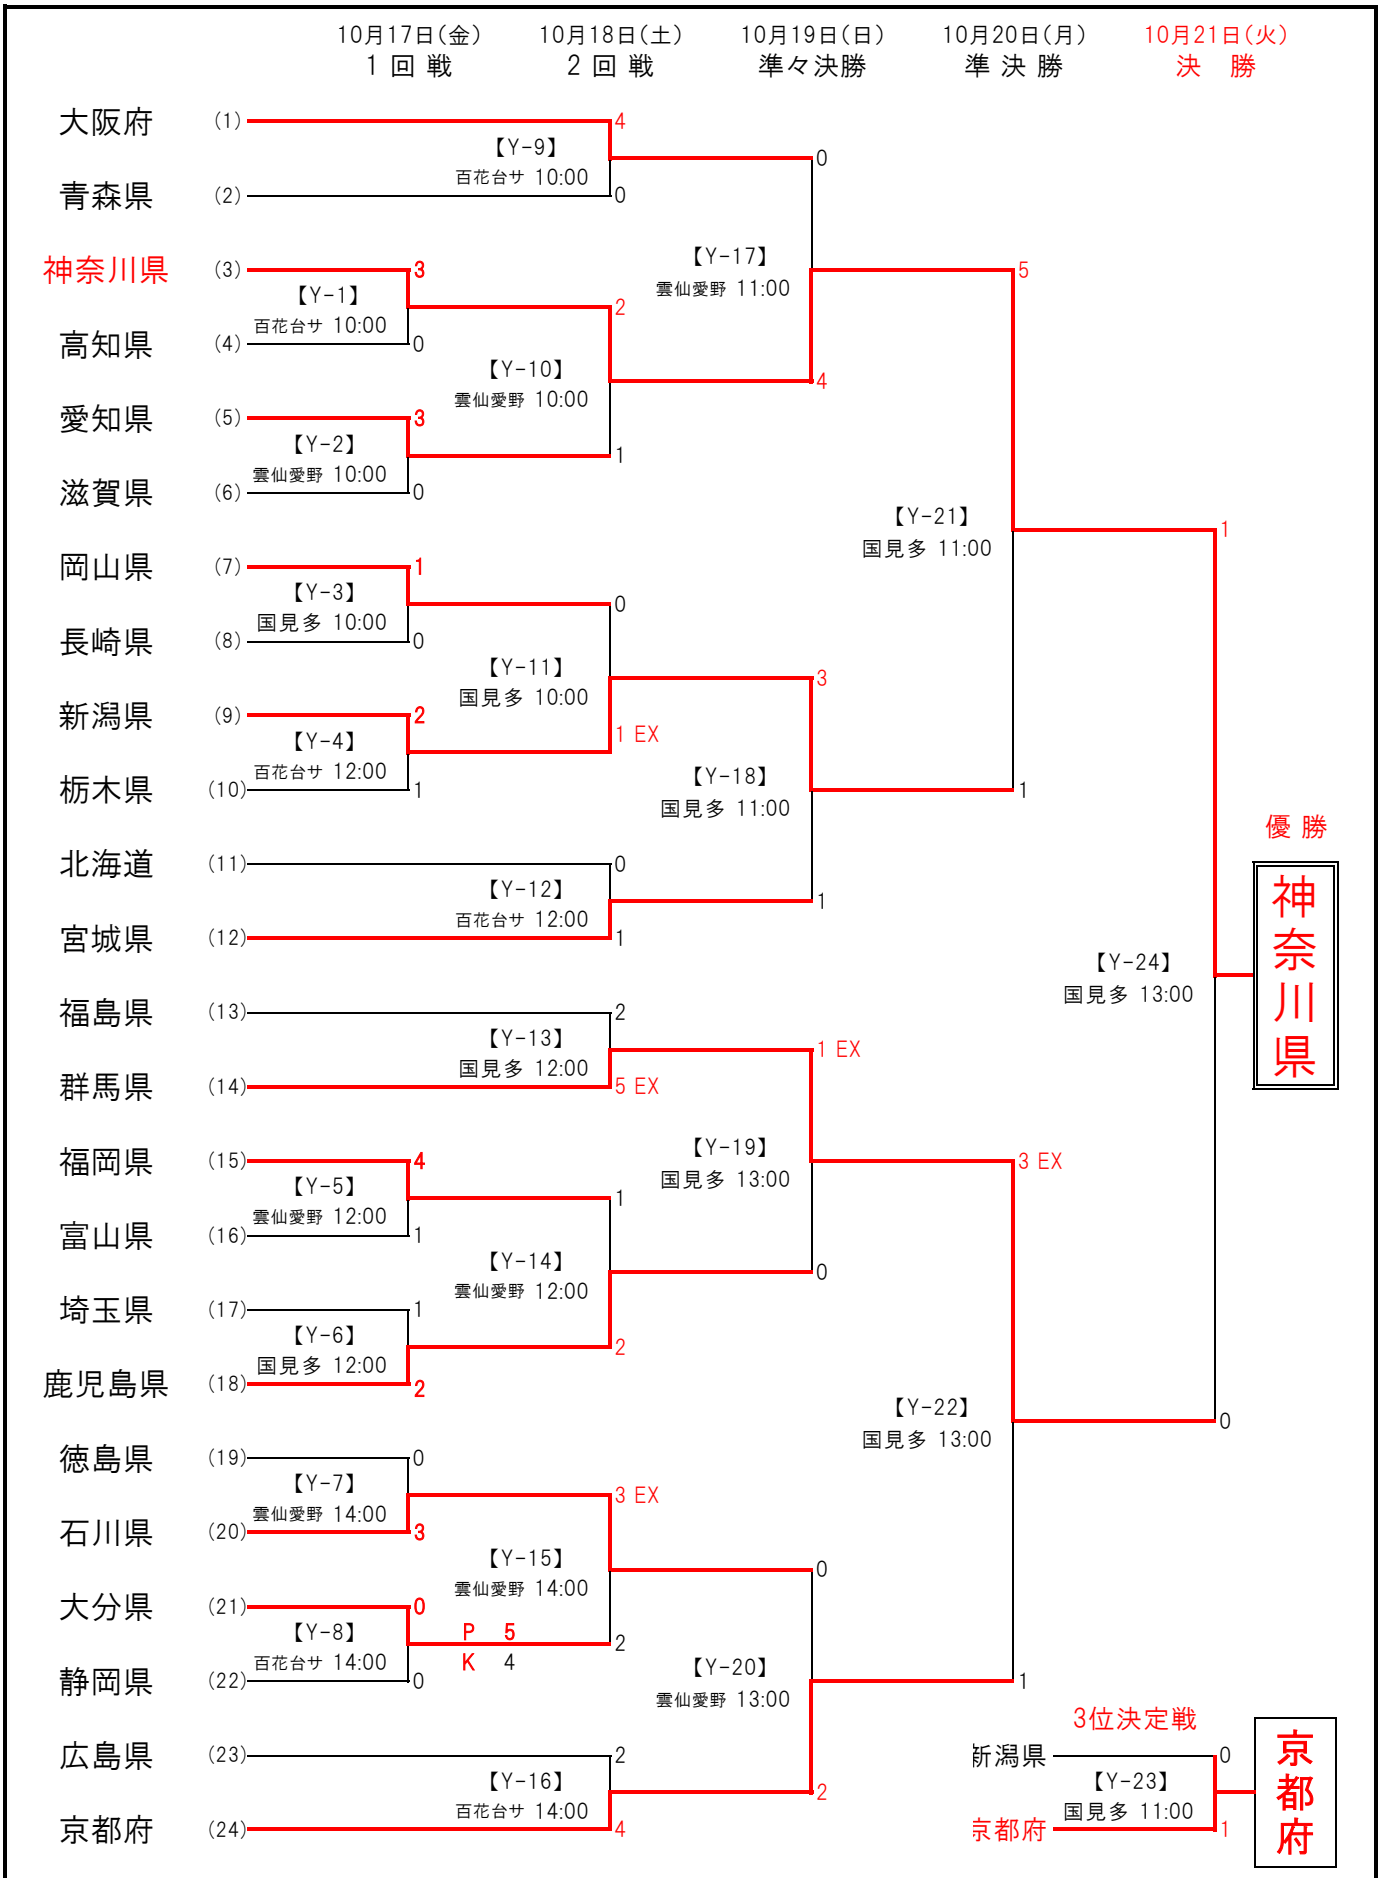 10月17日(金) 10月18日(土) 10月19日(日) 10月20日(月) 10月21日(火)
1回戦 2回戦 準々決勝 準決勝 決 勝
大阪府 (1) 4
【Y-9】
百花台サ 10:00
0
青森県 (2) 0
【Y-17】
雲仙愛野 11:00
神奈川県 (3) 3 5
【Y-1】
百花台サ 10:00
2
高知県 (4) 0
【Y-10】
雲仙愛野 10:00
4
愛知県 (5) 3
【Y-2】
雲仙愛野 10:00
1
滋賀県 (6) 0
【Y-21】
国見多 11:00
1
岡山県 (7) 1
【Y-3】
国見多 10:00
0
長崎県 (8) 0
【Y-11】
国見多 10:00
3
新潟県 (9) 2
【Y-4】
百花台サ 12:00
1 EX
【Y-18】
国見多 11:00
栃木県 (10) 1 1
優勝
神奈川県
北海道 (11) 0
【Y-12】
百花台サ 12:00
1
宮城県 (12) 1
【Y-24】
国見多 13:00
福島県 (13) 2
【Y-13】
国見多 12:00
1 EX
群馬県 (14) 5 EX
【Y-19】
国見多 13:00
福岡県 (15) 4 3 EX
【Y-5】
雲仙愛野 12:00
1
富山県 (16) 1
【Y-14】
雲仙愛野 12:00
0
埼玉県 (17) 1
【Y-6】
国見多 12:00
2
鹿児島県 (18) 2
【Y-22】
国見多 13:00
0
徳島県 (19) 0
【Y-7】
雲仙愛野 14:00
3 EX
石川県 (20) 3
【Y-15】
雲仙愛野 14:00
0
大分県 (21) 0
【Y-8】
百花台サ 14:00
P 5
K 4
2
静岡県 (22) 0
【Y-20】
雲仙愛野 13:00
1
広島県 (23) 2
【Y-16】
百花台サ 14:00
2
京都府 (24) 4
3位決定戦
新潟県 0
【Y-23】
国見多 11:00
京都府 1
京都府